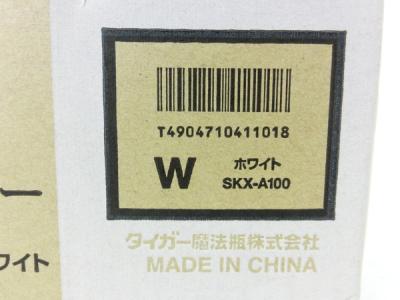 T4904710411018
W
ホワイト
SKX-A100
タイガー魔法瓶株式会社
MADE IN CHINA
ー
ワイト